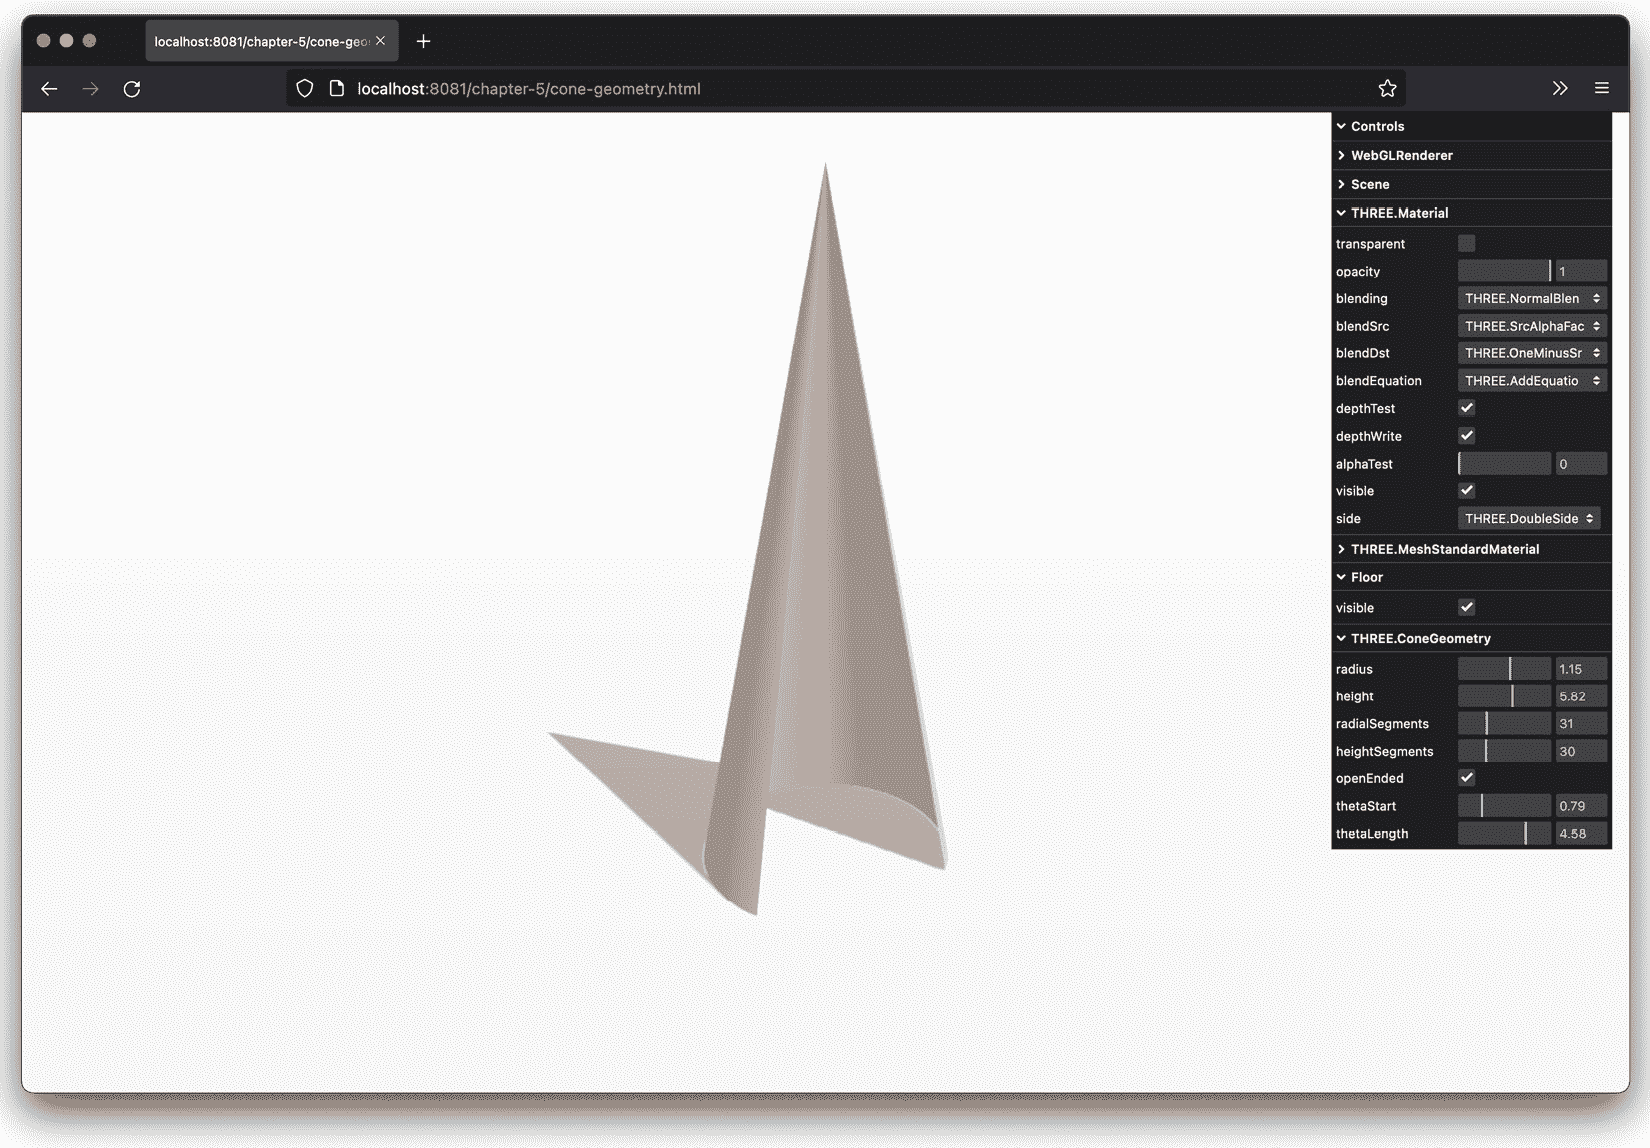 localhost:8081/chapter-5/cone-geo
localhost:8081/chapter-5/cone-geometry.html
Controls
WebGLRenderer
Scene
THREE.Material
transparent
opacity 1
blending THREE.NormalBlen
blendSrc THREE.SrcAlphaFac
blendDst THREE.OneMinusSr
blendEquation THREE.AddEquatio
depthTest
depthWrite
alphaTest 0
visible
side THREE.DoubleSide
THREE.MeshStandardMaterial
Floor
visible
THREE.ConeGeometry
radius 1.15
height 5.82
radialSegments 31
heightSegments 30
openEnded
thetaStart 0.79
thetaLength 4.58